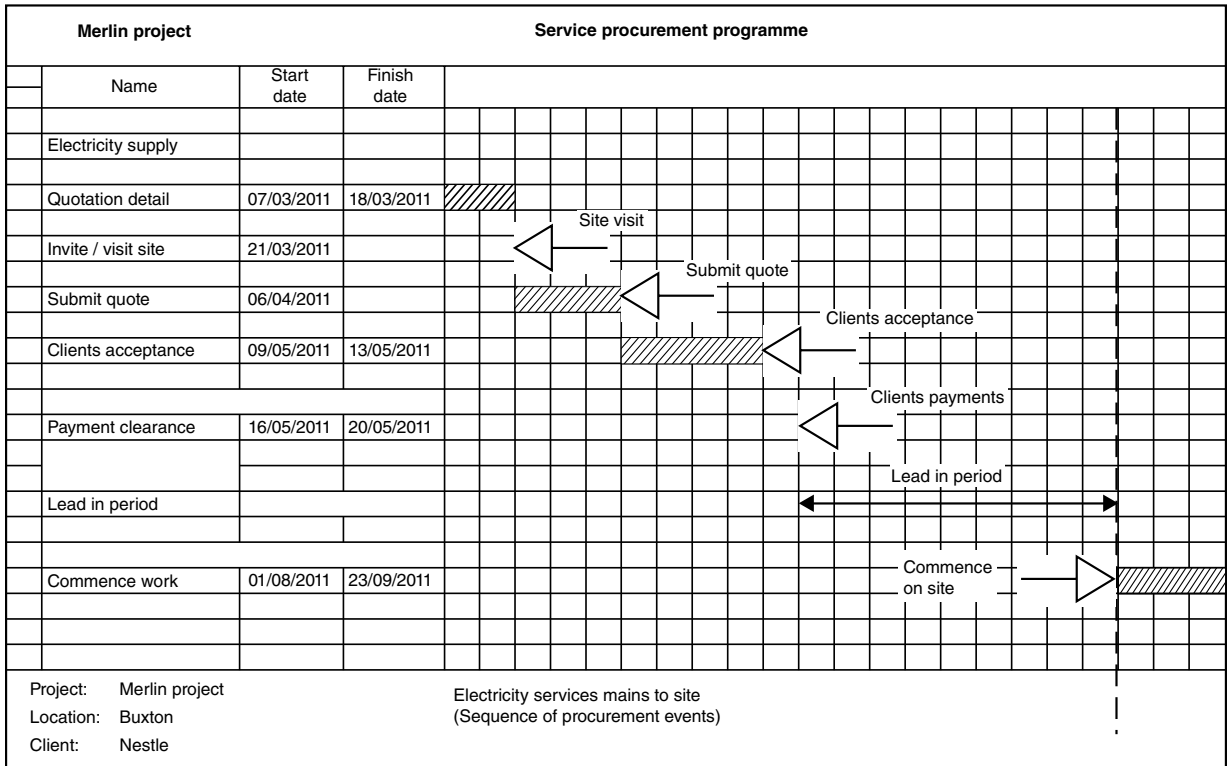 Merlin project
Service procurement programme
Name
Start date
Finish date
Electricity supply
Quotation detail 07/03/2011 18/03/2011
Site visit
Invite / visit site 21/03/2011
Submit quote
Submit quote 06/04/2011
Clients acceptance
Clients acceptance 09/05/2011 13/05/2011
Clients payments
Payment clearance 16/05/2011 20/05/2011
Lead in period
Lead in period
Commence on site
Commence work 01/08/2011 23/09/2011
Project: Merlin project
Location: Buxton
Client: Nestle
Electricity services mains to site
(Sequence of procurement events)